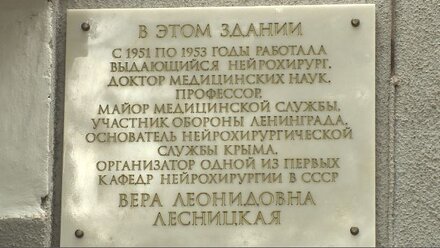 В ЭТОМ ЗДАНИИ
С 1951 ПО 1953 ГОДЫ РАБОТАЛА
ВЫДАЮЩИЙСЯ НЕЙРОХИРУРГ.
ДОКТОР МЕДИЦИНСКИХ НАУК.
ПРОФЕССОР,
МАЙОР МЕДИЦИНСКОЙ СЛУЖБЫ,
УЧАСТНИК ОБОРОНЫ ЛЕНИНГРАДА.
ОСНОВАТЕЛЬ НЕЙРОХИРУРГИЧЕСКОЙ
СЛУЖБЫ КРЫМА.
ОРГАНИЗАТОР ОДНОЙ ИЗ ПЕРВЫХ
КАФЕДР НЕЙРОХИРУРГИИ В СССР
ВЕРА ЛЕОНИДОВНА
ЛЕСНИЦКАЯ